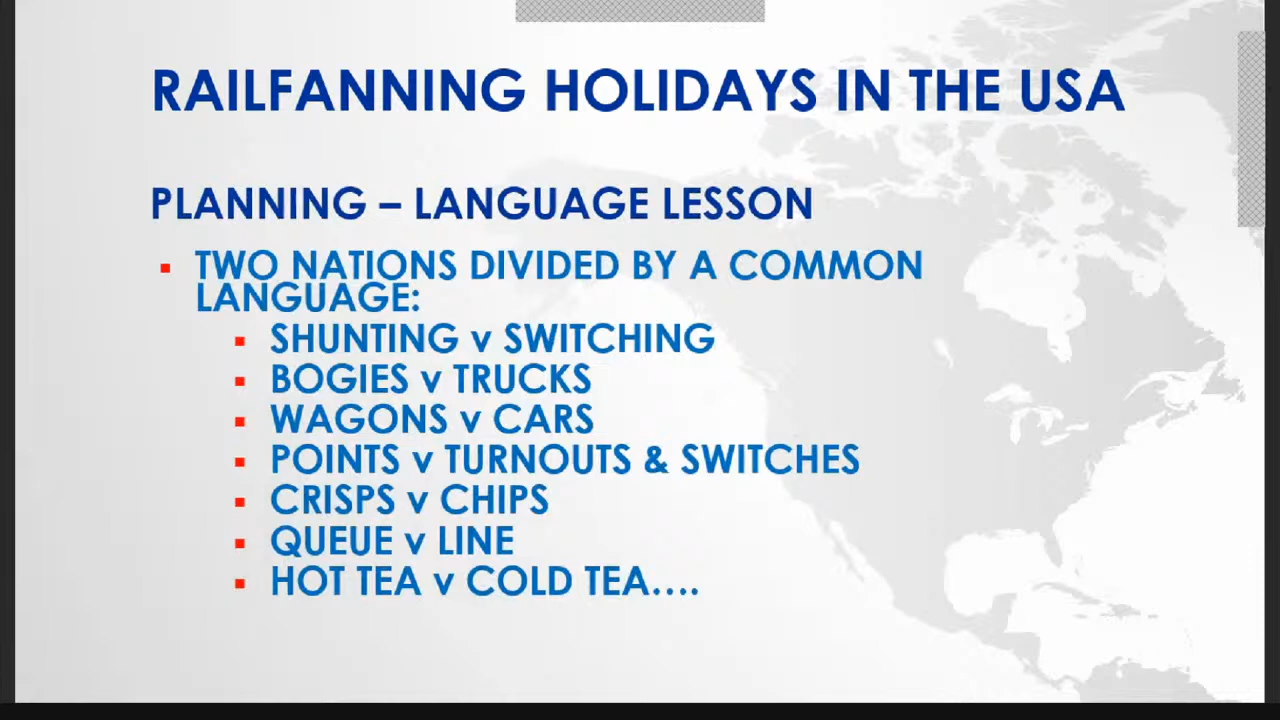 RAILFANNING HOLIDAYS IN THE USA
PLANNING – LANGUAGE LESSON
TWO NATIONS DIVIDED BY A COMMON
LANGUAGE:
SHUNTING v SWITCHING
BOGIES v TRUCKS
WAGONS v CARS
POINTS v TURNOUTS & SWITCHES
CRISPS v CHIPS
QUEUE v LINE
HOT TEA v COLD TEA....